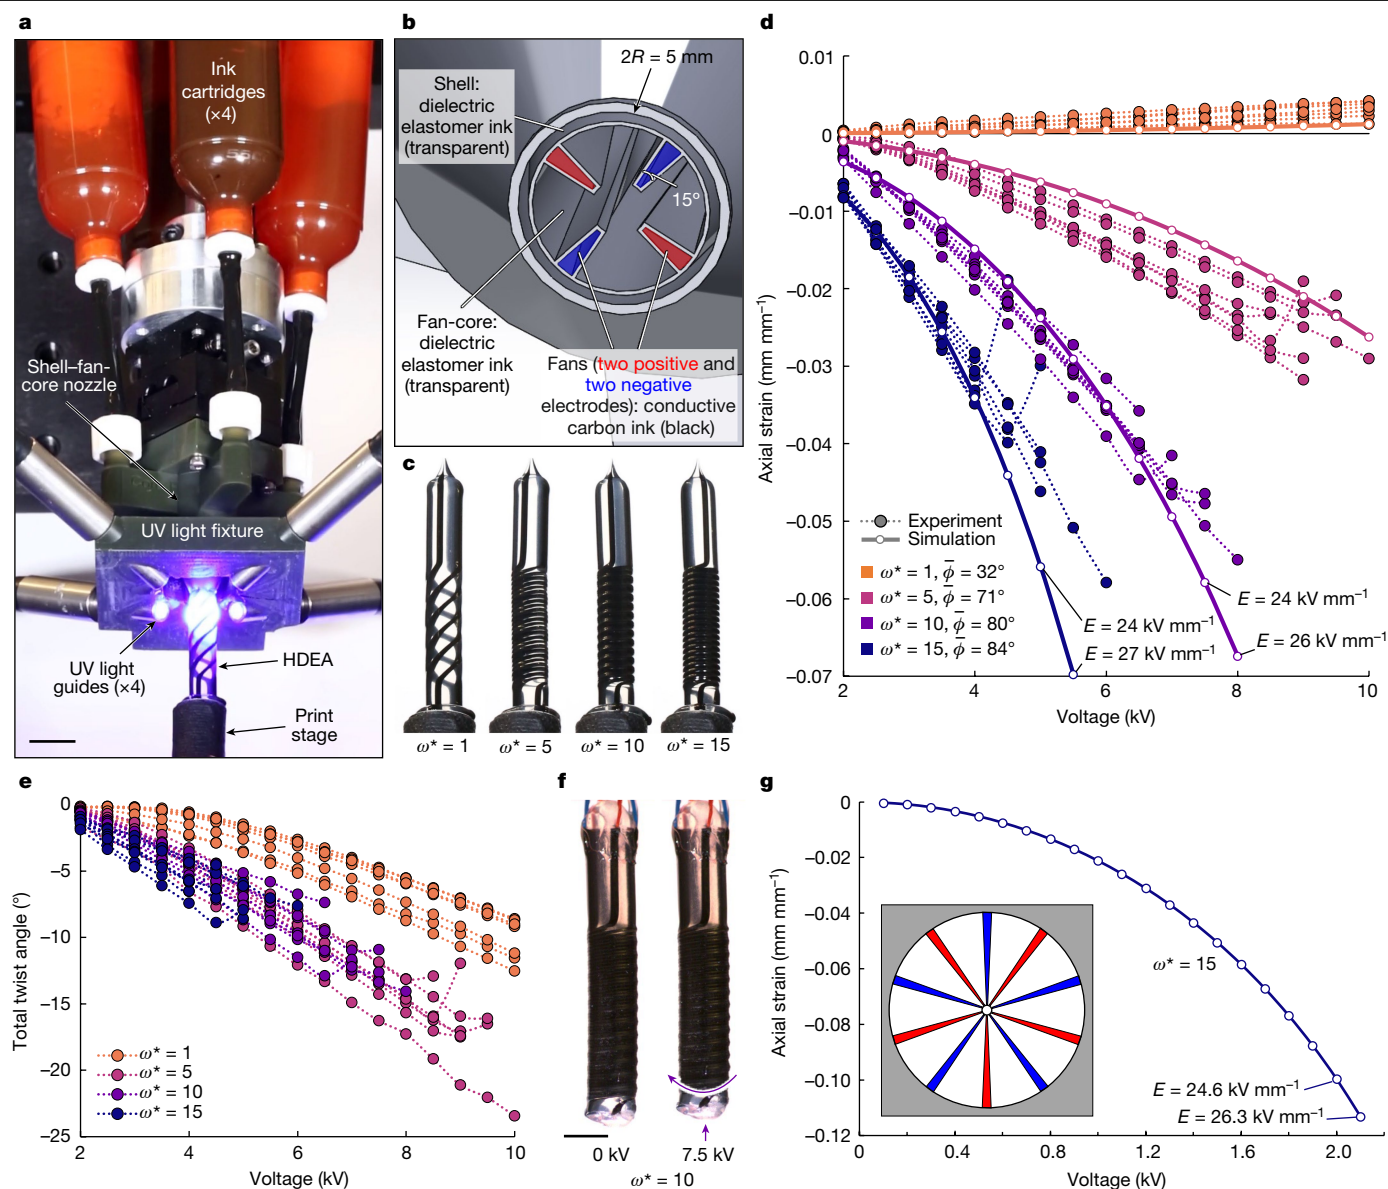 a
Ink
cartridges
(×4)
Shell–fan-
core nozzle
UV light fixture
UV light
guides (×4)
HDEA
Print
stage
b
2R = 5 mm
Shell:
dielectric
elastomer ink
(transparent)
15°
Fan-core:
dielectric
elastomer ink
(transparent)
Fans (two positive and
two negative
electrodes): conductive
carbon ink (black)
c
ω* = 1
ω* = 5
ω* = 10
ω* = 15
d
Axial strain (mm mm⁻¹)
0.01
0
−0.01
−0.02
−0.03
−0.04
−0.05
−0.06
−0.07
Experiment
Simulation
ω* = 1, ϕ̅ = 32°
ω* = 5, ϕ̅ = 71°
ω* = 10, ϕ̅ = 80°
ω* = 15, ϕ̅ = 84°
E = 24 kV mm⁻¹
E = 26 kV mm⁻¹
E = 24 kV mm⁻¹
E = 27 kV mm⁻¹
2
4
6
8
10
Voltage (kV)
e
Total twist angle (°)
0
−5
−10
−15
−20
−25
ω* = 1
ω* = 5
ω* = 10
ω* = 15
2
4
6
8
10
Voltage (kV)
f
0 kV
7.5 kV
ω* = 10
g
Axial strain (mm mm⁻¹)
0
−0.02
−0.04
−0.06
−0.08
−0.10
−0.12
ω* = 15
E = 24.6 kV mm⁻¹
E = 26.3 kV mm⁻¹
0
0.4
0.8
1.2
1.6
2.0
Voltage (kV)